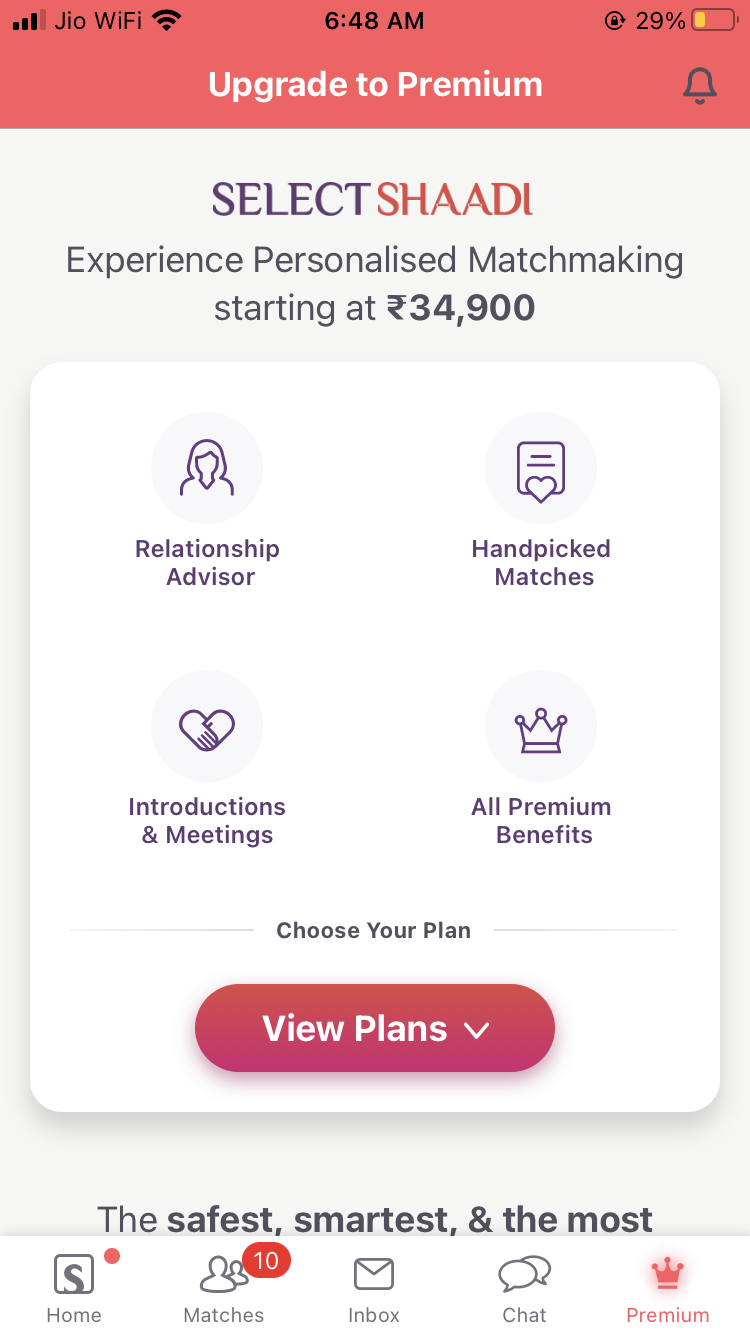 Jio WiFi 6:48 AM 29%
Upgrade to Premium
SELECT SHAADI
Experience Personalised Matchmaking
starting at ₹34,900
Relationship
Advisor
Handpicked
Matches
Introductions
& Meetings
All Premium
Benefits
Choose Your Plan
View Plans
The safest, smartest, & the most
10
Home Matches Inbox Chat Premium